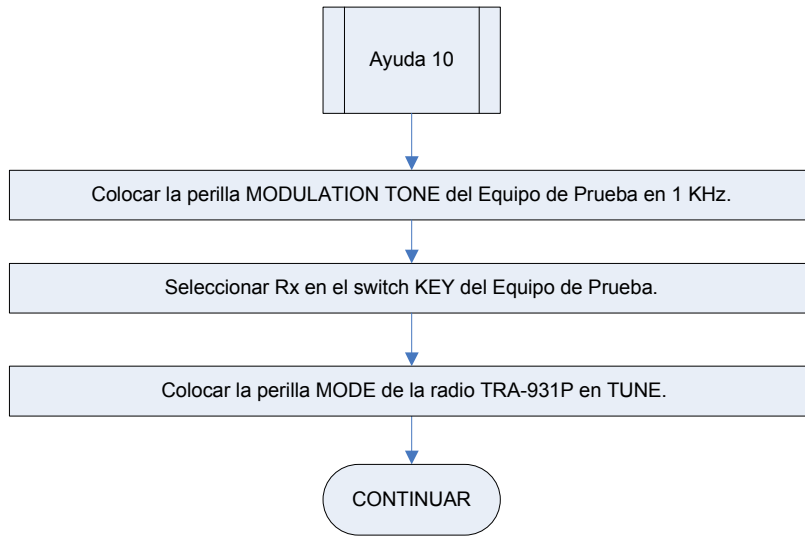 Ayuda 10
Colocar la perilla MODULATION TONE del Equipo de Prueba en 1 KHz.
Seleccionar Rx en el switch KEY del Equipo de Prueba.
Colocar la perilla MODE de la radio TRA-931P en TUNE.
CONTINUAR